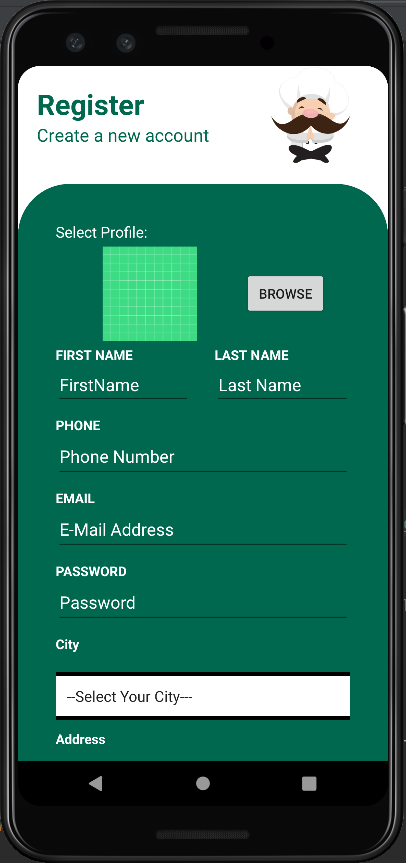 Register
Create a new account
Select Profile:
BROWSE
FIRST NAME LAST NAME
FirstName Last Name
PHONE
Phone Number
EMAIL
E-Mail Address
PASSWORD
Password
City
--Select Your City---
Address